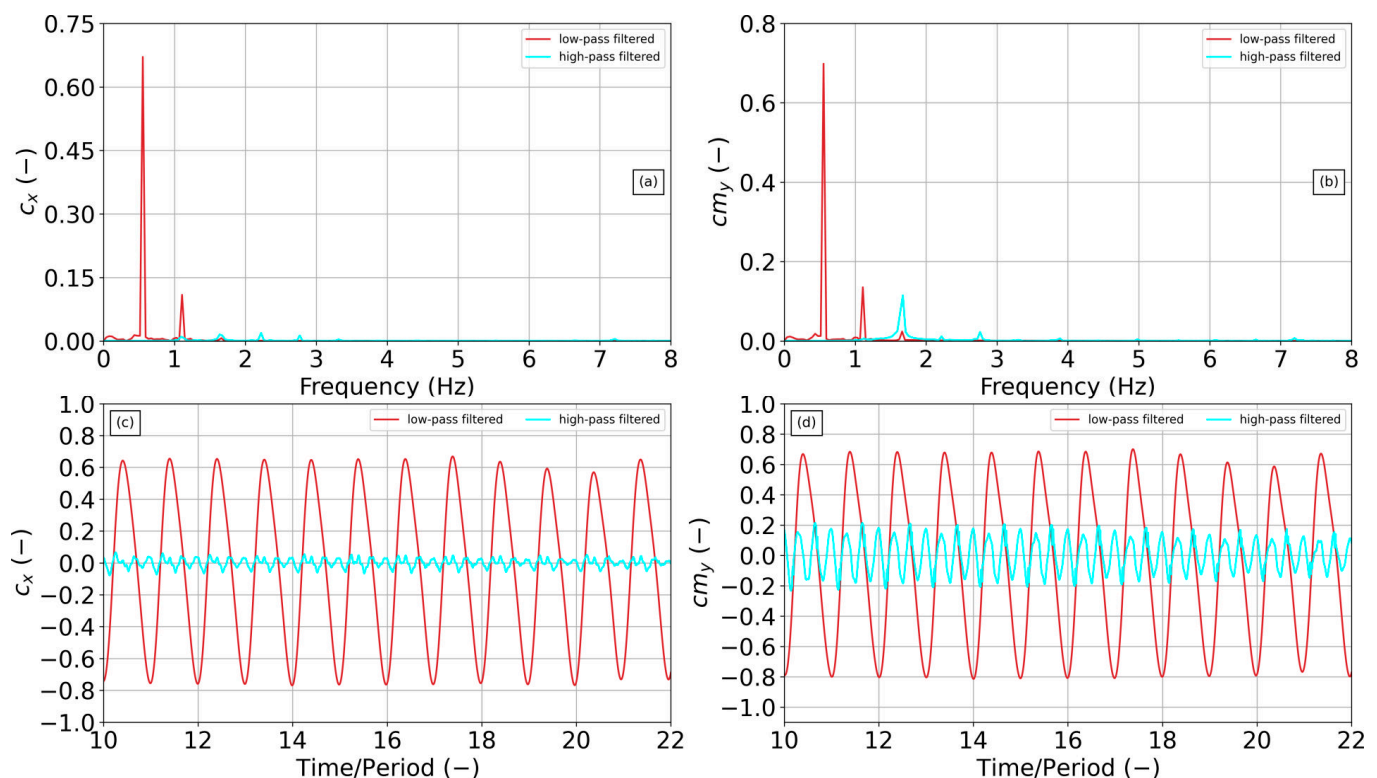 0.75
0.60
0.45
0.30
0.15
0.00
c_x (−)
low-pass filtered
high-pass filtered
(a)
0 1 2 3 4 5 6 7 8
Frequency (Hz)
0.8
0.6
0.4
0.2
0.0
cm_y (−)
low-pass filtered
high-pass filtered
(b)
0 1 2 3 4 5 6 7 8
Frequency (Hz)
1.0
0.8
0.6
0.4
0.2
0.0
−0.2
−0.4
−0.6
−0.8
−1.0
c_x (−)
(c)
low-pass filtered high-pass filtered
10 12 14 16 18 20 22
Time/Period (−)
1.0
0.8
0.6
0.4
0.2
0.0
−0.2
−0.4
−0.6
−0.8
−1.0
cm_y (−)
(d)
low-pass filtered high-pass filtered
10 12 14 16 18 20 22
Time/Period (−)